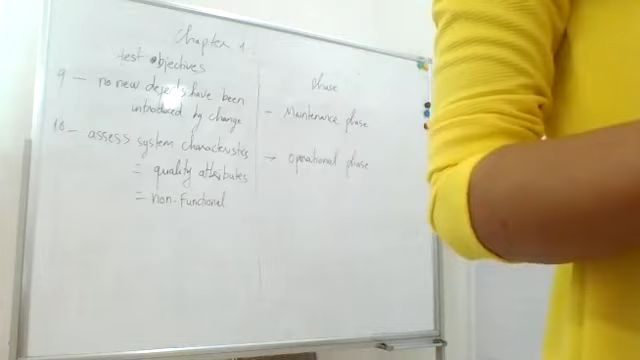 Chapter 1
test objectives
phase
9 - no new defects have been
introduced by change
- Maintenance phase
10 - assess system characteristics
→ operational phase
= quality attributes
= non-functional